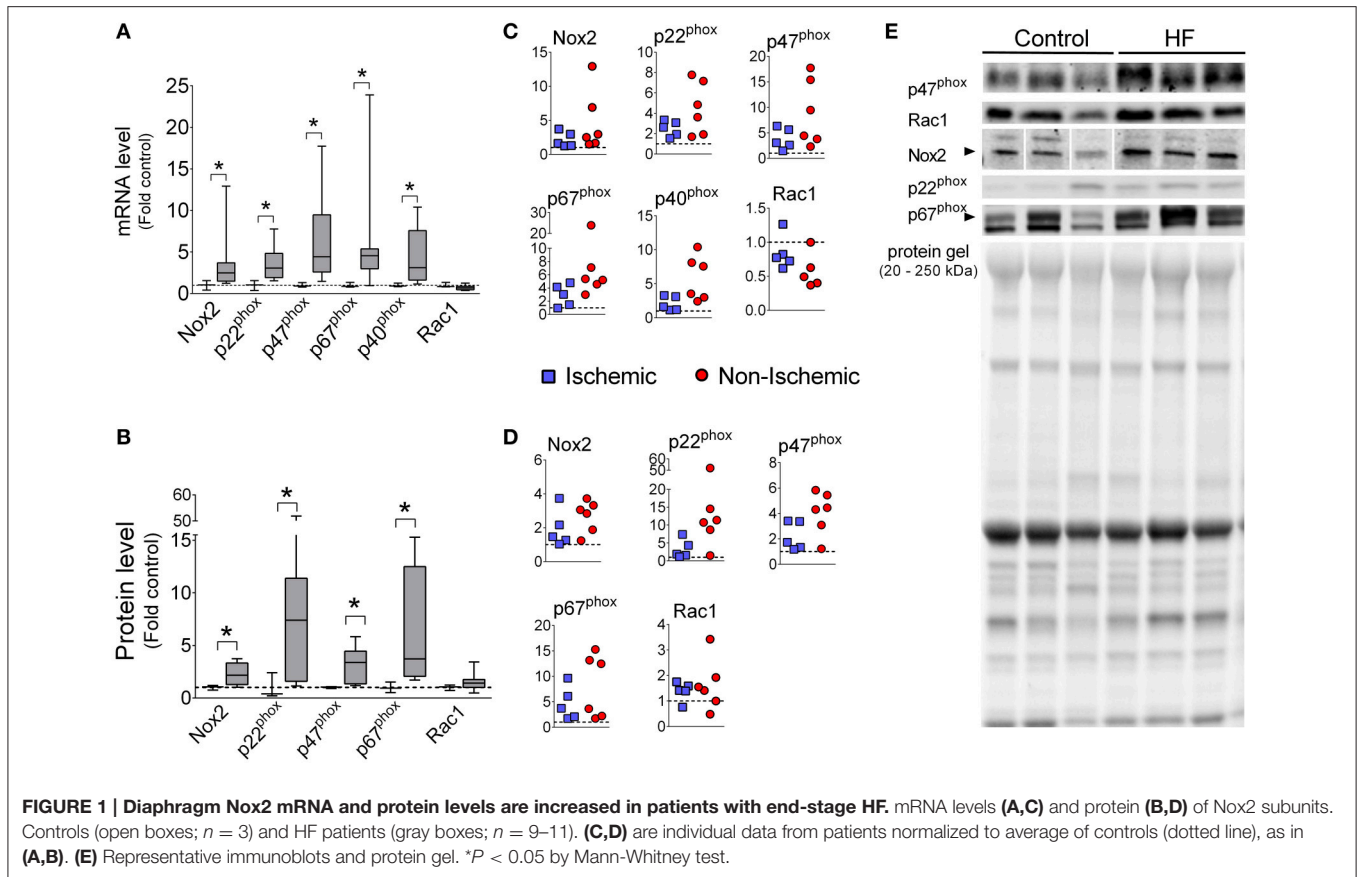 A
mRNA level
(Fold control)
25
20
15
10
5
0
*
*
*
*
*
Nox2
p22phox
p47phox
p67phox
p40phox
Rac1
B
Protein level
(Fold control)
60
50
15
10
5
0
*
*
*
*
Nox2
p22phox
p47phox
p67phox
Rac1
C
Nox2
15
10
5
0
p22phox
10
8
6
4
2
0
p47phox
20
15
10
5
0
p67phox
30
20
8
6
4
2
0
p40phox
15
10
5
0
Rac1
1.5
1.0
0.5
0.0
Ischemic
Non-Ischemic
D
Nox2
6
4
2
0
p22phox
60
50
20
15
10
5
0
p47phox
8
6
4
2
0
p67phox
20
15
10
5
0
Rac1
4
3
2
1
0
E
Control
HF
p47phox
Rac1
Nox2
p22phox
p67phox
protein gel
(20 - 250 kDa)
FIGURE 1 | Diaphragm Nox2 mRNA and protein levels are increased in patients with end-stage HF. mRNA levels (A,C) and protein (B,D) of Nox2 subunits.
Controls (open boxes; n = 3) and HF patients (gray boxes; n = 9–11). (C,D) are individual data from patients normalized to average of controls (dotted line), as in
(A,B). (E) Representative immunoblots and protein gel. *P < 0.05 by Mann-Whitney test.